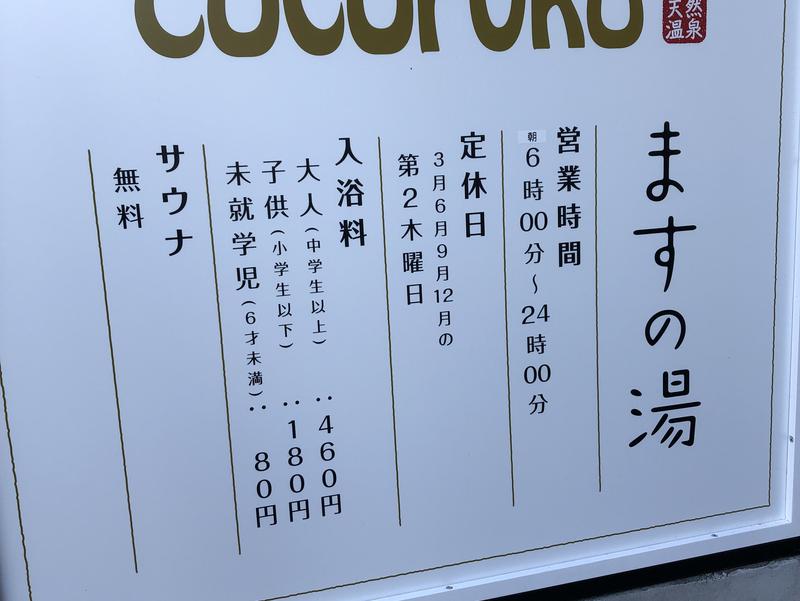 cocofuro
天然温泉
ますの湯
営業時間
朝6時00分〜24時00分
定休日
3月6月9月12月の
第2木曜日
入浴料
大人(中学生以上)‥460円
子供(小学生以下)‥180円
未就学児(6才未満)‥80円
サウナ
無料